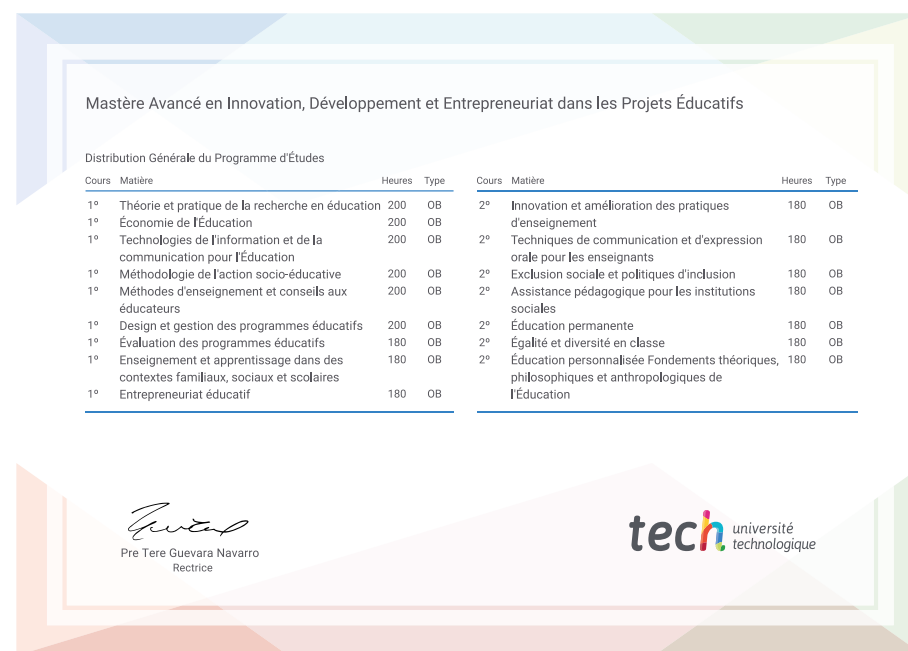 Mastère Avancé en Innovation, Développement et Entrepreneuriat dans les Projets Éducatifs
Distribution Générale du Programme d'Études
Cours Matière Heures Type
1º Théorie et pratique de la recherche en éducation 200 OB
1º Économie de l'Éducation 200 OB
1º Technologies de l'information et de la 200 OB
communication pour l'Éducation
1º Méthodologie de l'action socio-éducative 200 OB
1º Méthodes d'enseignement et conseils aux 200 OB
éducateurs
1º Design et gestion des programmes éducatifs 200 OB
1º Évaluation des programmes éducatifs 180 OB
1º Enseignement et apprentissage dans des 180 OB
contextes familiaux, sociaux et scolaires
1º Entrepreneuriat éducatif 180 OB
Cours Matière Heures Type
2º Innovation et amélioration des pratiques 180 OB
d'enseignement
2º Techniques de communication et d'expression 180 OB
orale pour les enseignants
2º Exclusion sociale et politiques d'inclusion 180 OB
2º Assistance pédagogique pour les institutions 180 OB
sociales
2º Éducation permanente 180 OB
2º Égalité et diversité en classe 180 OB
2º Éducation personnalisée Fondements théoriques, 180 OB
philosophiques et anthropologiques de
l'Éducation
Pre Tere Guevara Navarro
Rectrice
tech université
technologique